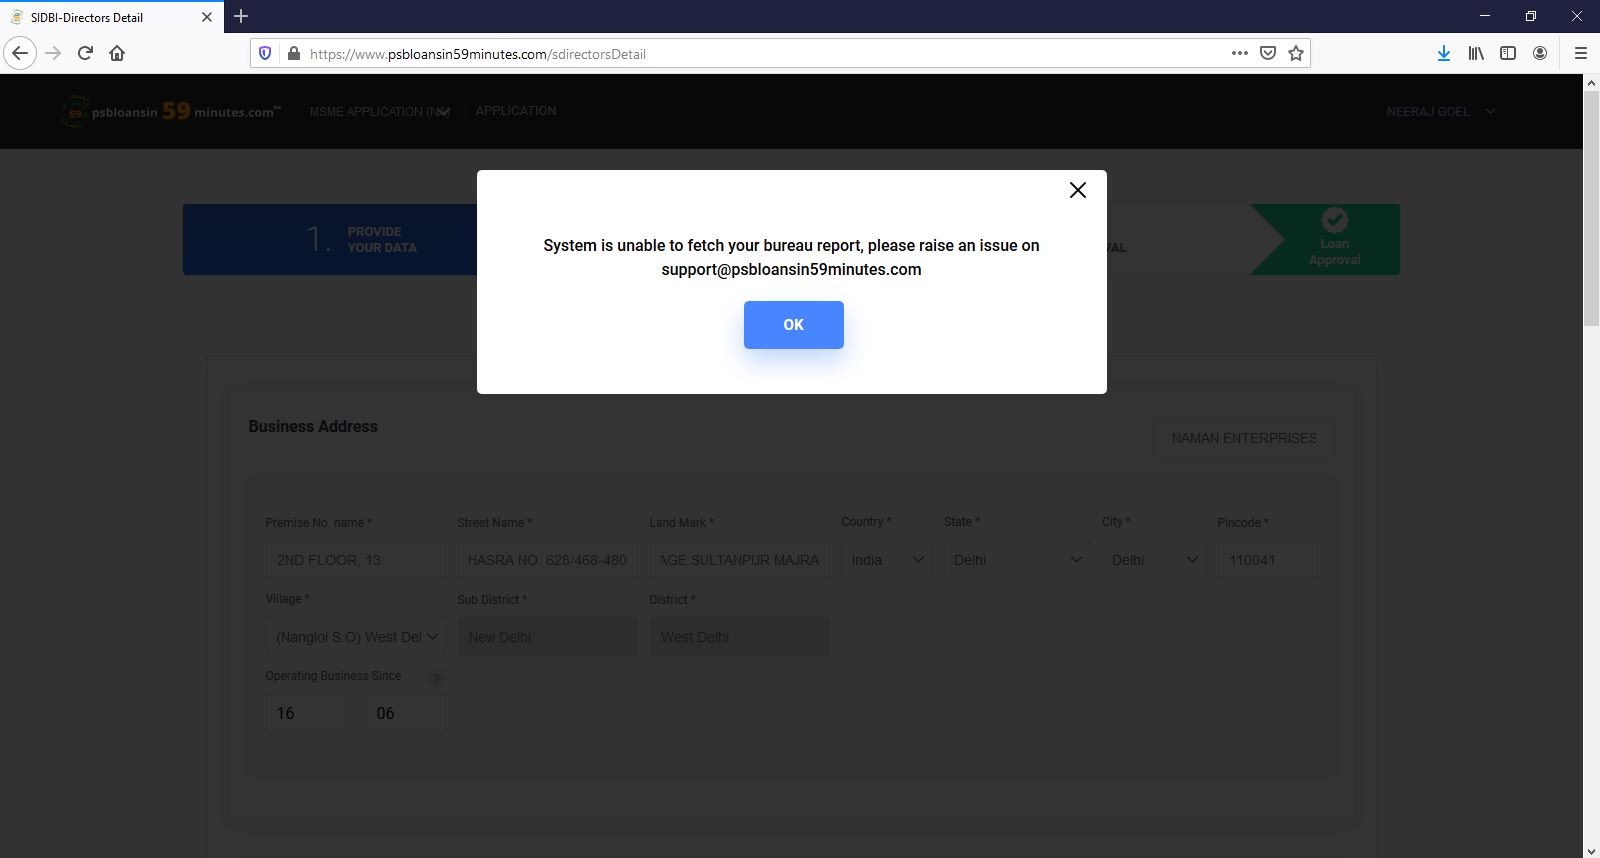 SIDBI-Directors Detail
https://www.psbloansin59minutes.com/sdirectorsDetail
59 psbloansin 59 minutes.com™ MSME APPLICATION APPLICATION NEERAJ GOEL
System is unable to fetch your bureau report, please raise an issue on
support@psbloansin59minutes.com
OK
1. PROVIDE
YOUR DATA
Loan
Approval
Business Address
NAMAN ENTERPRISES
Premise No. name * Street Name * Land Mark * Country * State * City * Pincode *
2ND FLOOR, 13 HASRA NO. 628/468-480 AGE SULTANPUR MAJRA India Delhi Delhi 110041
Village * Sub District * District *
(Nangloi S.O) West Del New Delhi West Delhi
Operating Business Since ?
16 06